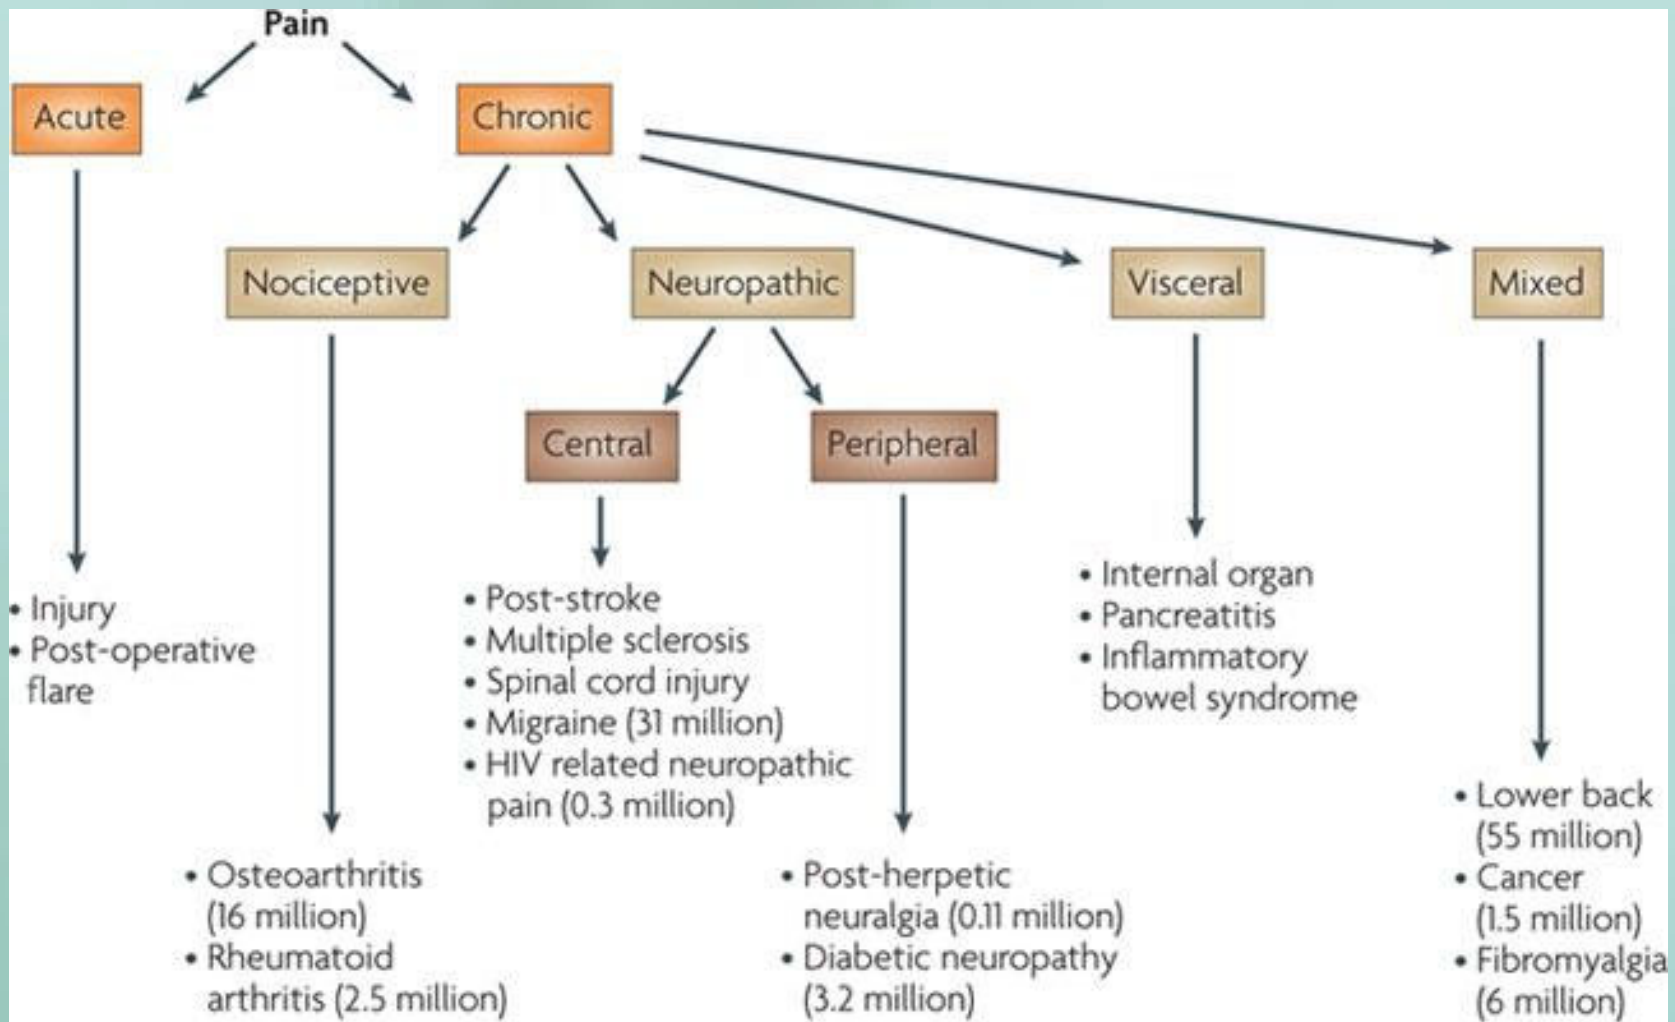 Pain
Acute
Chronic
Nociceptive
Neuropathic
Visceral
Mixed
Central
Peripheral
• Injury
• Post-operative
flare
• Osteoarthritis
(16 million)
• Rheumatoid
arthritis (2.5 million)
• Post-stroke
• Multiple sclerosis
• Spinal cord injury
• Migraine (31 million)
• HIV related neuropathic
pain (0.3 million)
• Post-herpetic
neuralgia (0.11 million)
• Diabetic neuropathy
(3.2 million)
• Internal organ
• Pancreatitis
• Inflammatory
bowel syndrome
• Lower back
(55 million)
• Cancer
(1.5 million)
• Fibromyalgia
(6 million)